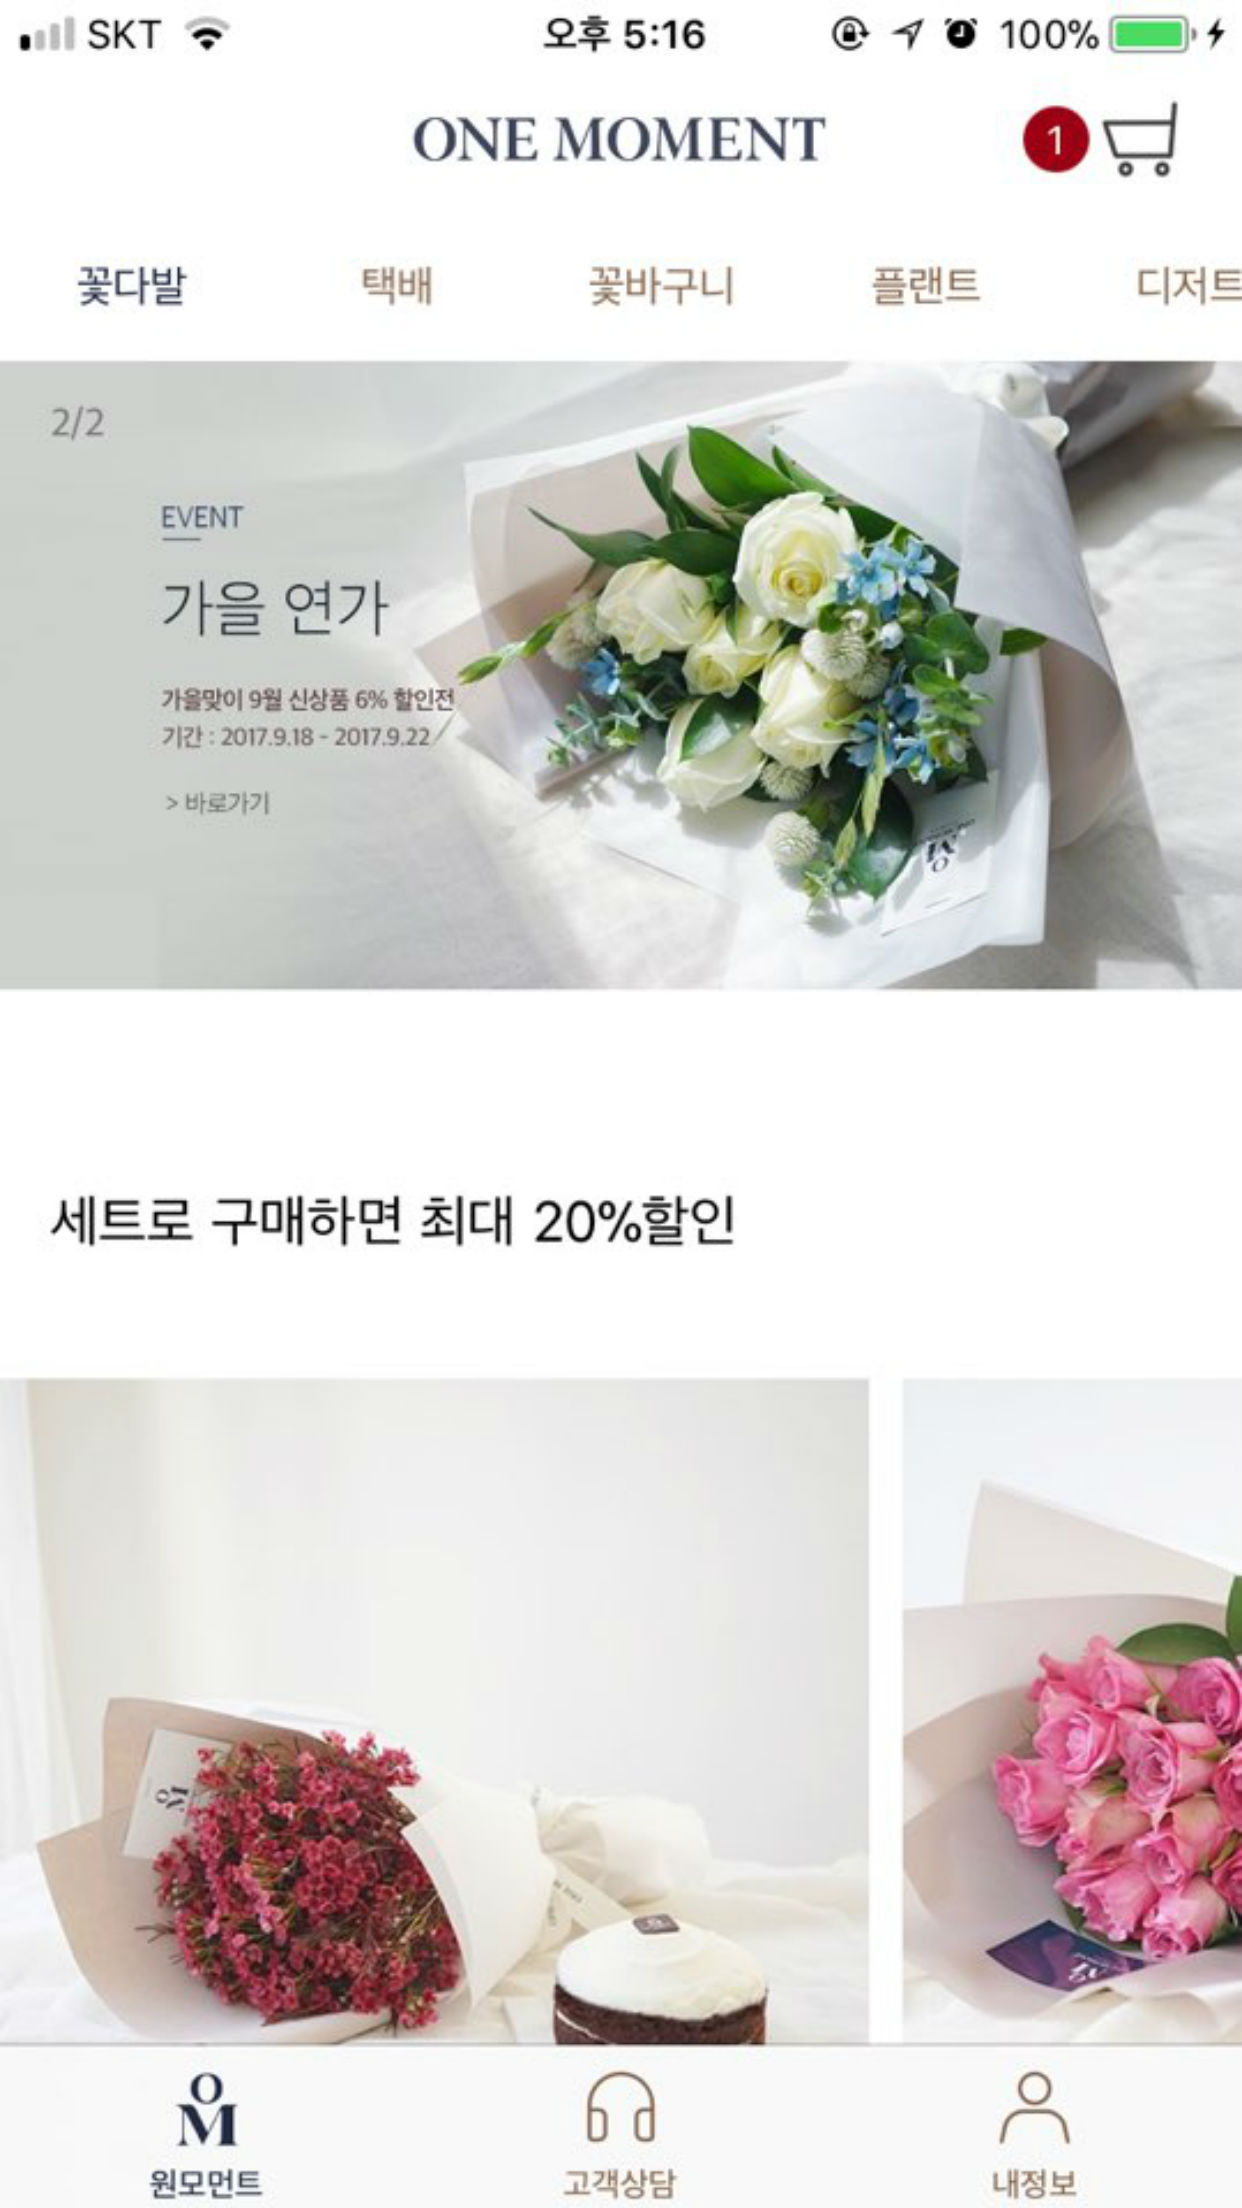 SKT
오후 5:16
100%
ONE MOMENT
1
꽃다발 택배 꽃바구니 플랜트 디저트
2/2
EVENT
가을 연가
가을맞이 9월 신상품 6% 할인전
기간 : 2017.9.18 - 2017.9.22
> 바로가기
세트로 구매하면 최대 20%할인
원모먼트
고객상담
내정보